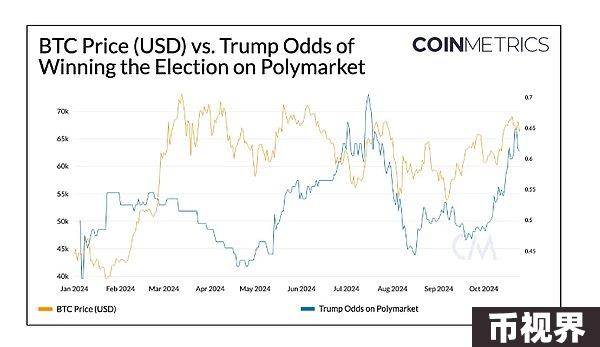 BTC Price (USD) vs. Trump Odds of
Winning the Election on Polymarket
COINMETRICS
70k
65k
60k
55k
50k
45k
40k
0.7
0.65
0.6
0.55
0.5
0.45
CM
Jan 2024 Feb 2024 Mar 2024 Apr 2024 May 2024 Jun 2024 Jul 2024 Aug 2024 Sep 2024 Oct 2024
BTC Price (USD) Trump Odds on Polymarket
币视界